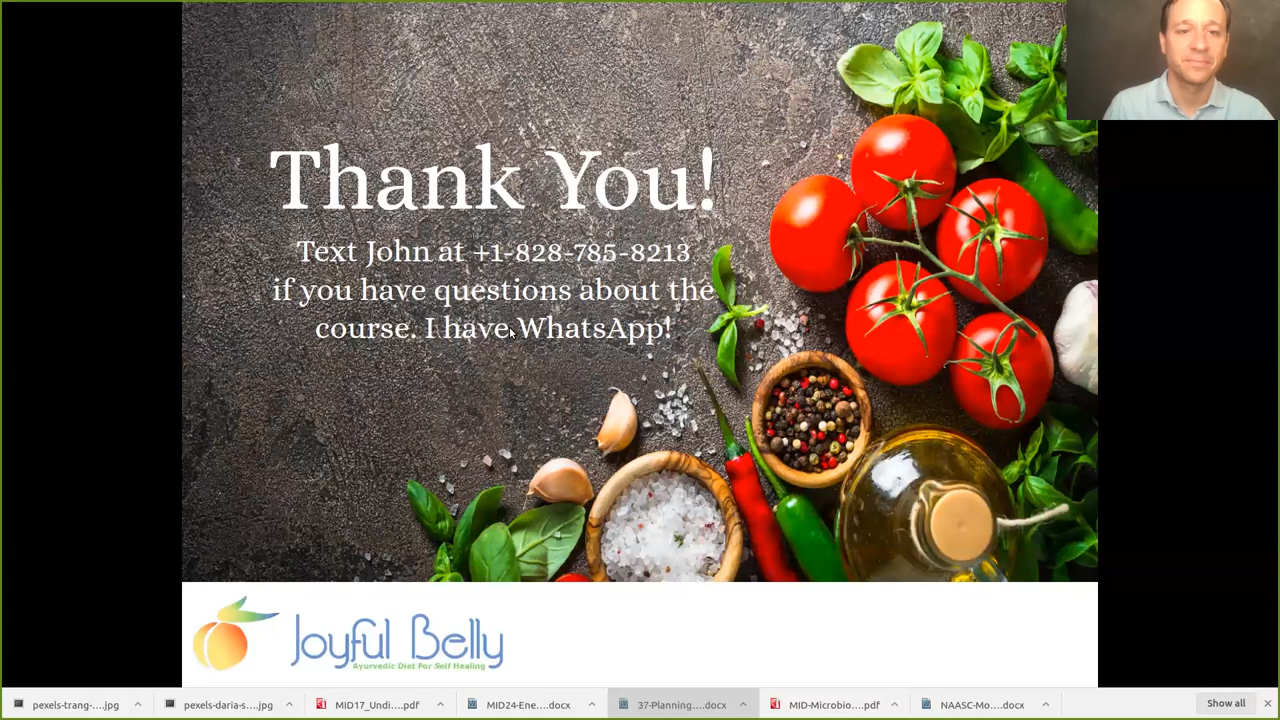 Thank You!
Text John at +1-828-785-8213
if you have questions about the
course. I have WhatsApp!
Joyful Belly
Ayurvedic Diet For Self Healing
pexels-trang-....jpg
pexels-daria-s....jpg
MID17_Undi....pdf
MID24-Ene....docx
37-Planning....docx
MID-Microbio....pdf
NAASC-Mo....docx
Show all